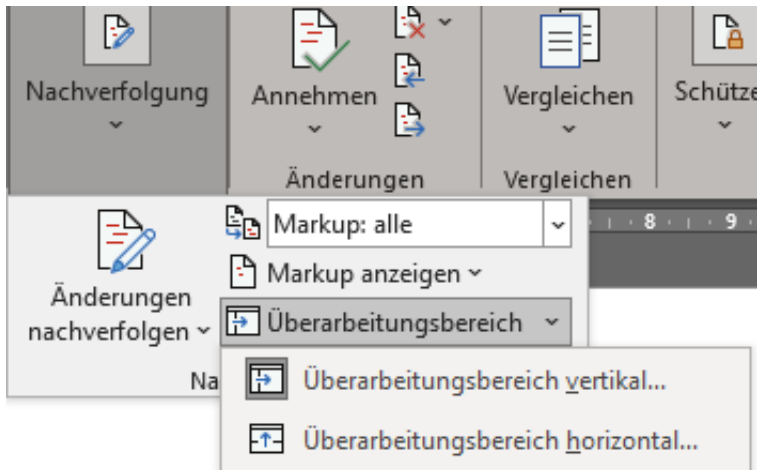 Nachverfolgung
Annehmen
Vergleichen
Änderungen
Vergleichen
8 9
Änderungen
nachverfolgen
Markup: alle
Markup anzeigen
Überarbeitungsbereich
Überarbeitungsbereich vertikal...
Überarbeitungsbereich horizontal...